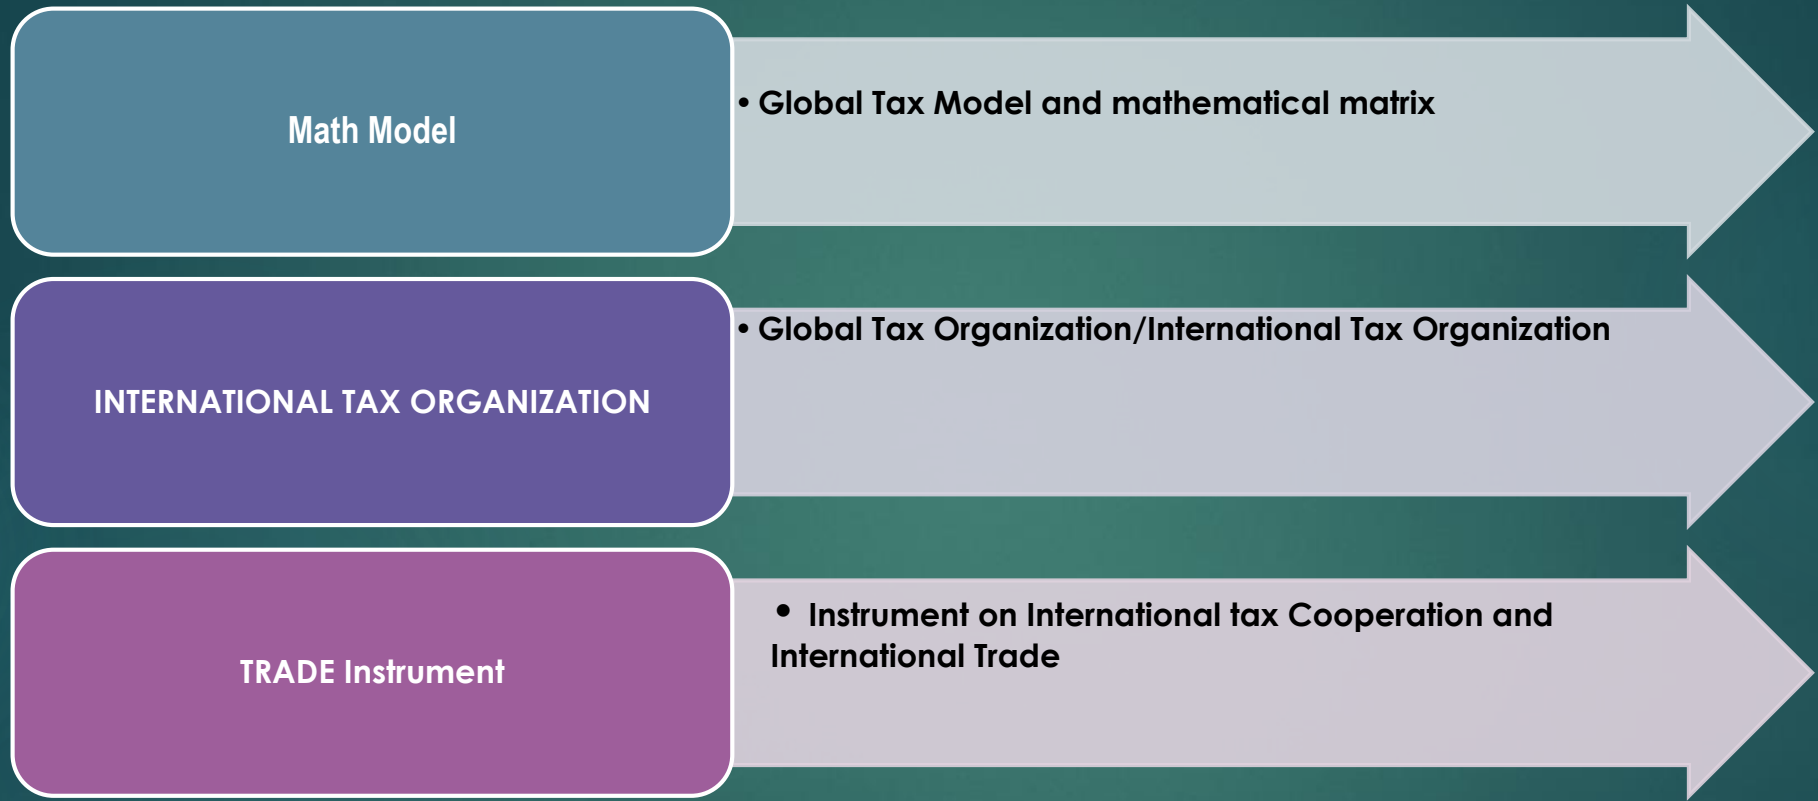 Math Model
• Global Tax Model and mathematical matrix
INTERNATIONAL TAX ORGANIZATION
• Global Tax Organization/International Tax Organization
TRADE Instrument
• Instrument on International tax Cooperation and
International Trade